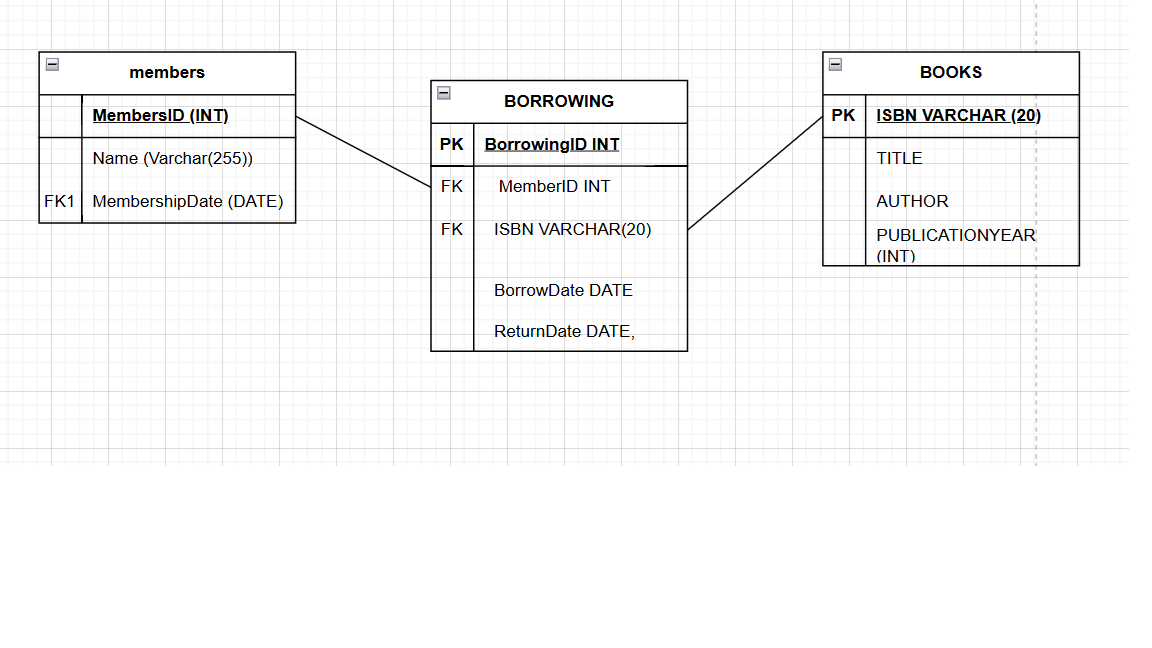 members
MembersID (INT)
Name (Varchar(255))
FK1 MembershipDate (DATE)
BORROWING
PK BorrowingID INT
FK MemberID INT
FK ISBN VARCHAR(20)
BorrowDate DATE
ReturnDate DATE,
BOOKS
PK ISBN VARCHAR (20)
TITLE
AUTHOR
PUBLICATIONYEAR
(INT)